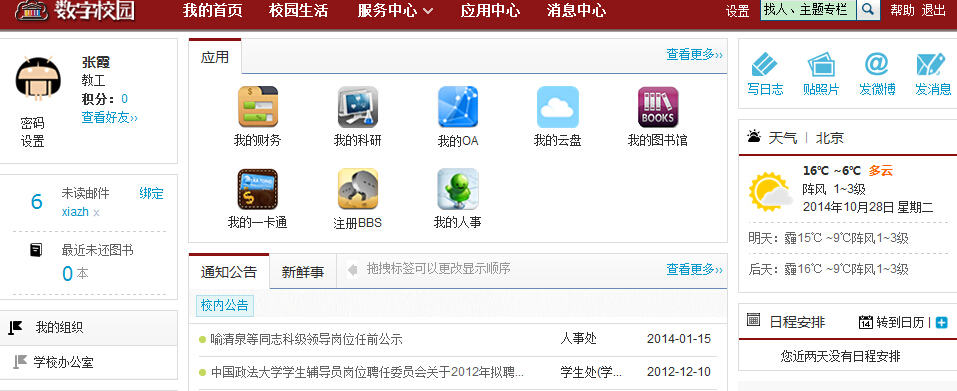 数字校园
我的首页 校园生活 服务中心 应用中心 消息中心
设置 找人、主题专栏 帮助 退出
张霞
教工
积分: 0
查看好友››
密码
设置
6 未读邮件 绑定
xiazh x
最近未还图书
0 本
我的组织
学校办公室
应用 查看更多››
我的财务 我的科研 我的OA 我的云盘 我的图书馆
BOOKS
我的一卡通 注册BBS 我的人事
通知公告 新鲜事 拖拽标签可以更改显示顺序 查看更多››
校内公告
喻清泉等同志科级领导岗位任前公示 人事处 2014-01-15
中国政法大学学生辅导员岗位聘任委员会关于2012年拟聘... 学生处(学... 2012-12-10
写日志 贴照片 发微博 发消息
天气 | 北京
16℃ ~6℃ 多云
阵风 1~3级
2014年10月28日 星期二
明天: 霾15℃ ~9℃阵风1~3级
后天: 霾16℃ ~9℃阵风1~3级
日程安排 14 转到日历 |
您近两天没有日程安排